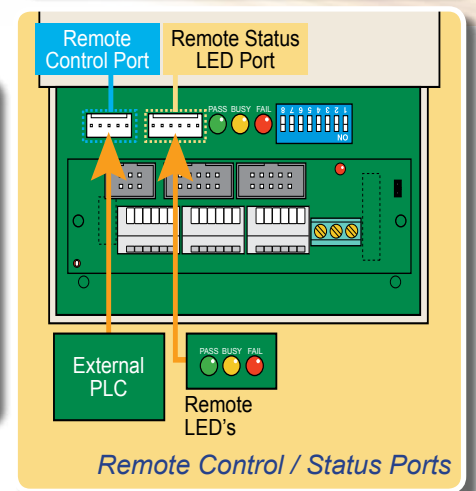 Remote
Control Port
Remote Status
LED Port
PASS BUSY FAIL
8 7 6 5 4 3 2 1
NO
External
PLC
PASS BUSY FAIL
Remote
LED's
Remote Control / Status Ports